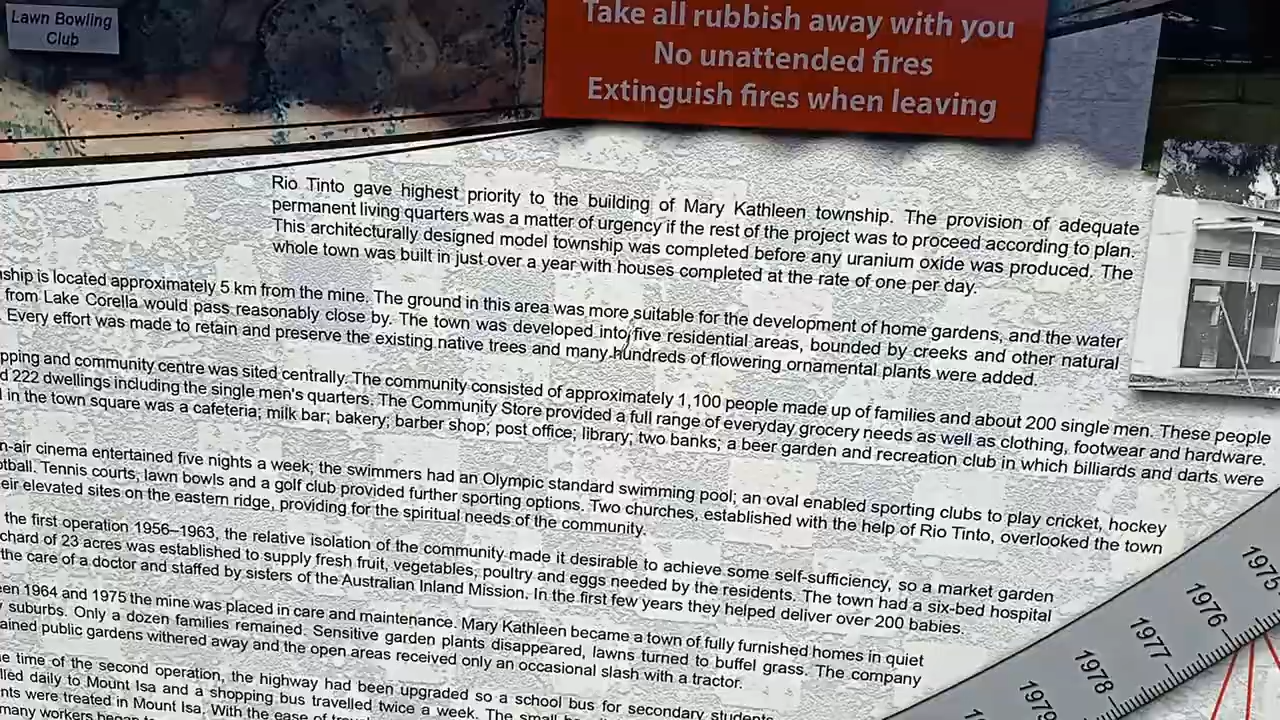 Lawn Bowling
Club
Take all rubbish away with you
No unattended fires
Extinguish fires when leaving
Rio Tinto gave highest priority to the building of Mary Kathleen township. The provision of adequate
permanent living quarters was a matter of urgency if the rest of the project was to proceed according to plan.
This architecturally designed model township was completed before any uranium oxide was produced. The
whole town was built in just over a year with houses completed at the rate of one per day.
is located approximately 5 km from the mine. The ground in this area was more suitable for the development of home gardens, and the water
from Lake Corella would pass reasonably close by. The town was developed into five residential areas, bounded by creeks and other natural
. Every effort was made to retain and preserve the existing native trees and many hundreds of flowering ornamental plants were added.
and community centre was sited centrally. The community consisted of approximately 1,100 people made up of families and about 200 single men. These people
222 dwellings including the single men's quarters. The Community Store provided a full range of everyday grocery needs as well as clothing, footwear and hardware.
in the town square was a cafeteria; milk bar; bakery; barber shop; post office; library; two banks; a beer garden and recreation club in which billiards and darts were
n-air cinema entertained five nights a week; the swimmers had an Olympic standard swimming pool; an oval enabled sporting clubs to play cricket, hockey
otball. Tennis courts, lawn bowls and a golf club provided further sporting options. Two churches, established with the help of Rio Tinto, overlooked the town
eir elevated sites on the eastern ridge, providing for the spiritual needs of the community.
the first operation 1956–1963, the relative isolation of the community made it desirable to achieve some self-sufficiency, so a market garden
chard of 23 acres was established to supply fresh fruit, vegetables, poultry and eggs needed by the residents. The town had a six-bed hospital
the care of a doctor and staffed by sisters of the Australian Inland Mission. In the first few years they helped deliver over 200 babies.
en 1964 and 1975 the mine was placed in care and maintenance. Mary Kathleen became a town of fully furnished homes in quiet
suburbs. Only a dozen families remained. Sensitive garden plants disappeared, lawns turned to buffel grass. The company
ained public gardens withered away and the open areas received only an occasional slash with a tractor.
e time of the second operation, the highway had been upgraded so a school bus for secondary students
lled daily to Mount Isa and a shopping bus travelled twice a week. The small
nts were treated in Mount Isa. With the ease of
many workers began
1975
1976
1977
1978
1979